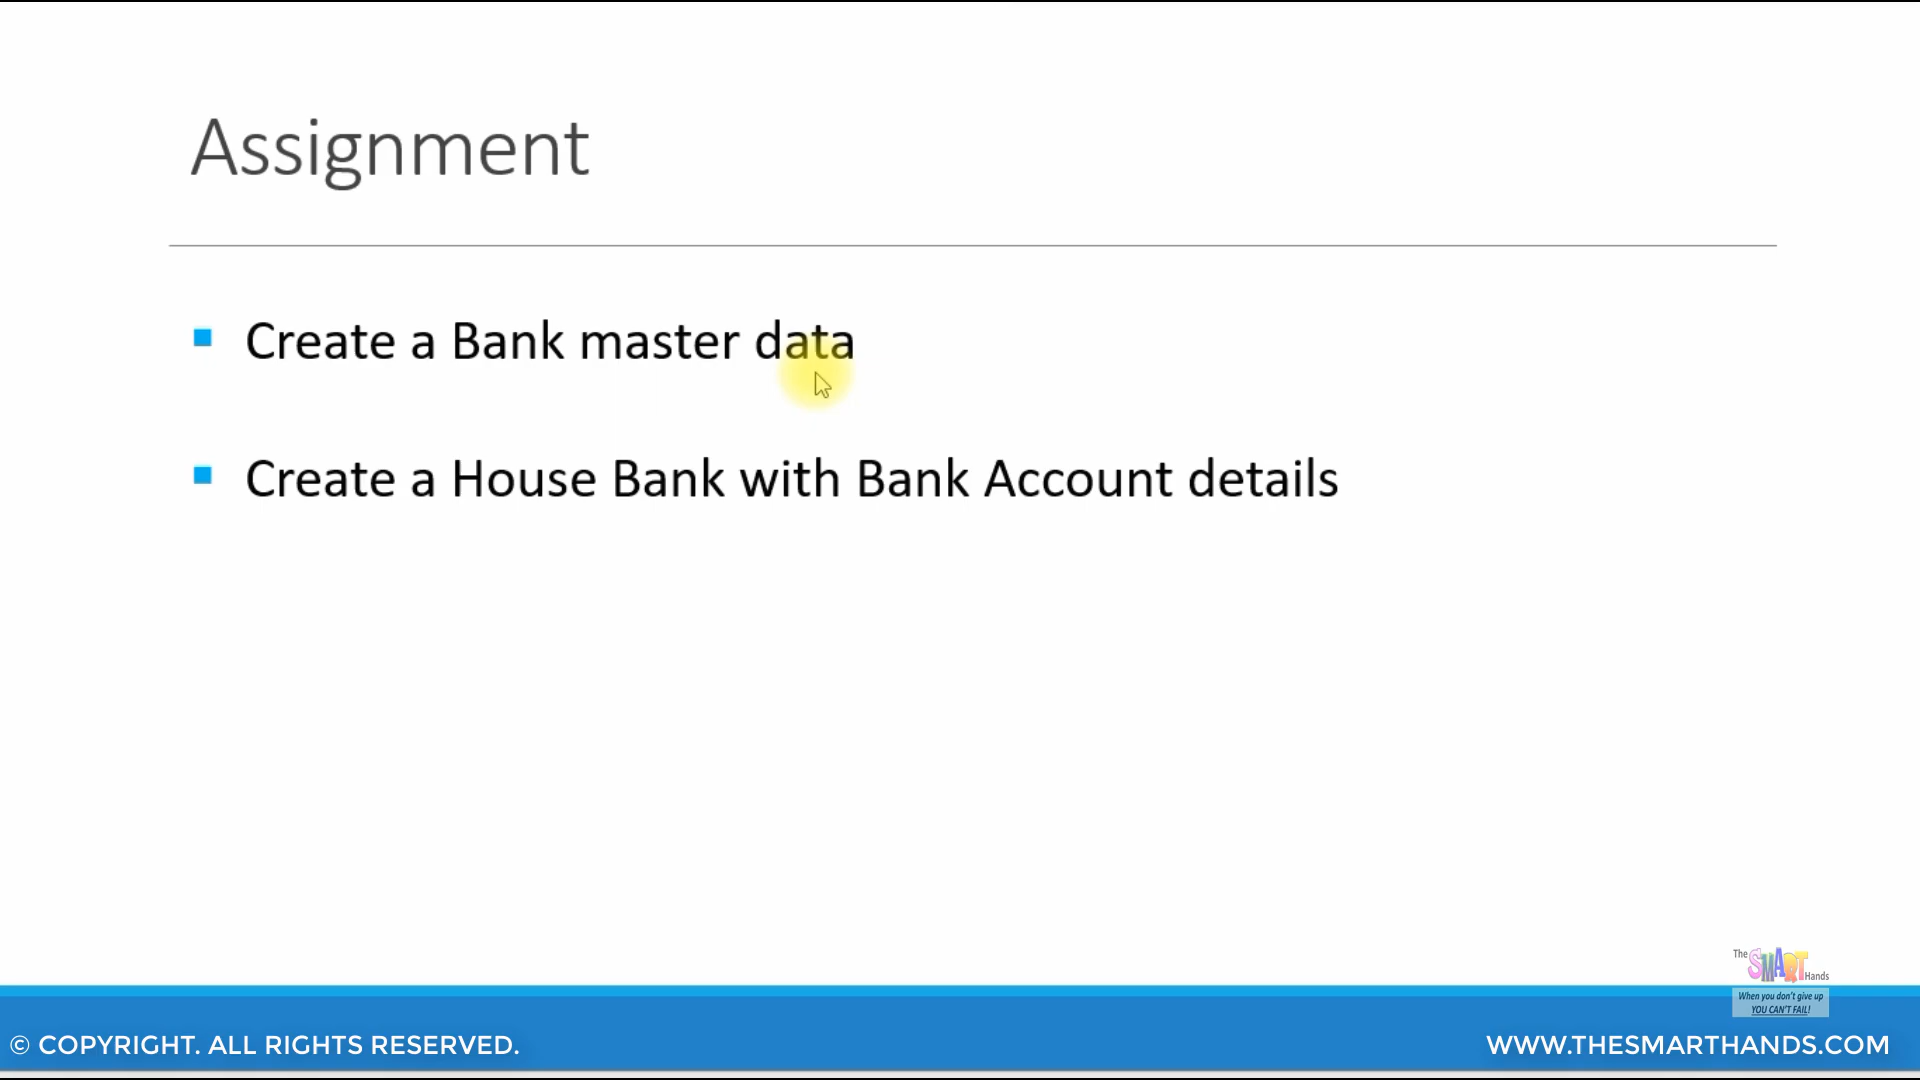 Assignment
Create a Bank master data
Create a House Bank with Bank Account details
The SMART Hands
When you don't give up
YOU CAN'T FAIL!
© COPYRIGHT. ALL RIGHTS RESERVED.
WWW.THESMARTHANDS.COM